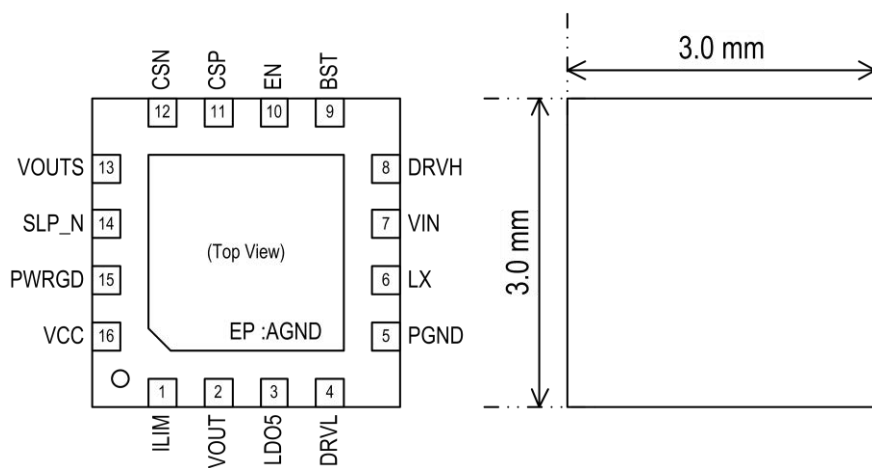 CSN
CSP
EN
BST
12
11
10
9
VOUTS
13
SLP_N
14
PWRGD
15
VCC
16
(Top View)
EP :AGND
8
DRVH
7
VIN
6
LX
5
PGND
1
2
3
4
ILIM
VOUT
LDO5
DRVL
3.0 mm
3.0 mm